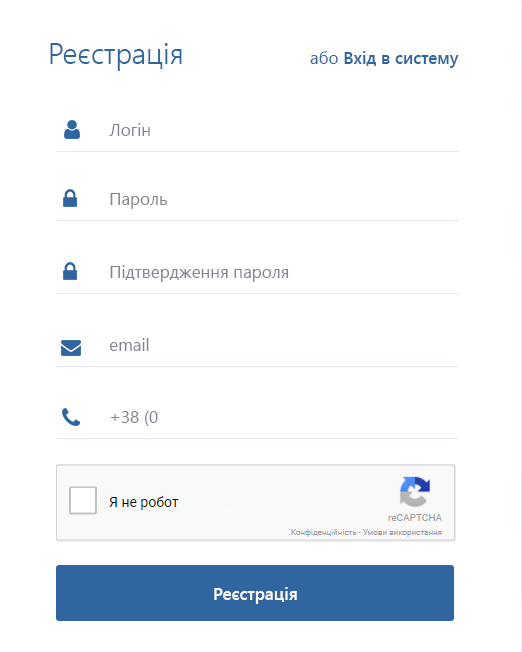 Реєстрація
або Вхід в систему
Логін
Пароль
Підтвердження пароля
email
+38 (0
Я не робот
reCAPTCHA
Конфіденційність - Умови використання
Реєстрація